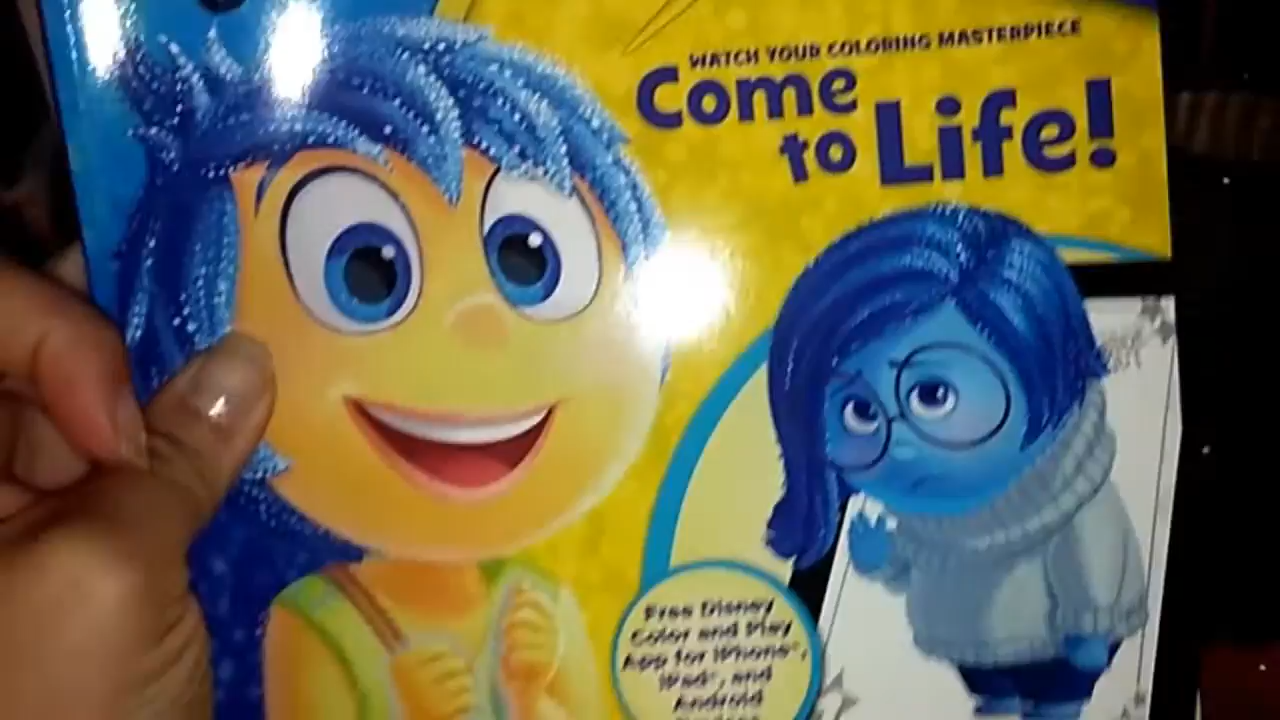 WATCH YOUR COLORING MASTERPIECE
Come
to Life!
Free Disney
Color and Play
App for iPhone®,
iPad®, and
Android